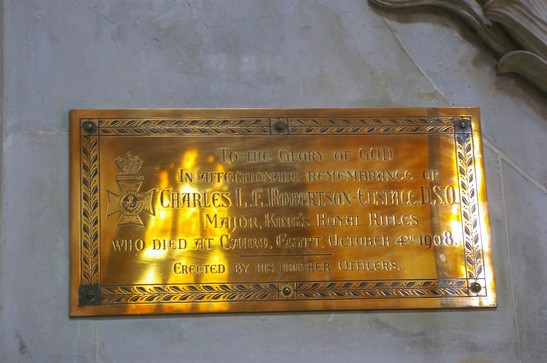 To the Glory of GOD
In affectionate remembrance of
Charles L. E. Robertson-Eustace, D.S.O.
Major, King's Royal Rifles
who died at Cairo, Egypt, October 4th 1908.
Erected by his brother Officers.